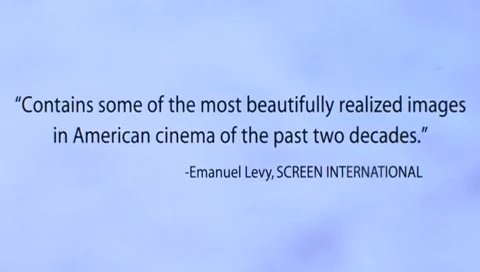 “Contains some of the most beautifully realized images
in American cinema of the past two decades.”
-Emanuel Levy, SCREEN INTERNATIONAL